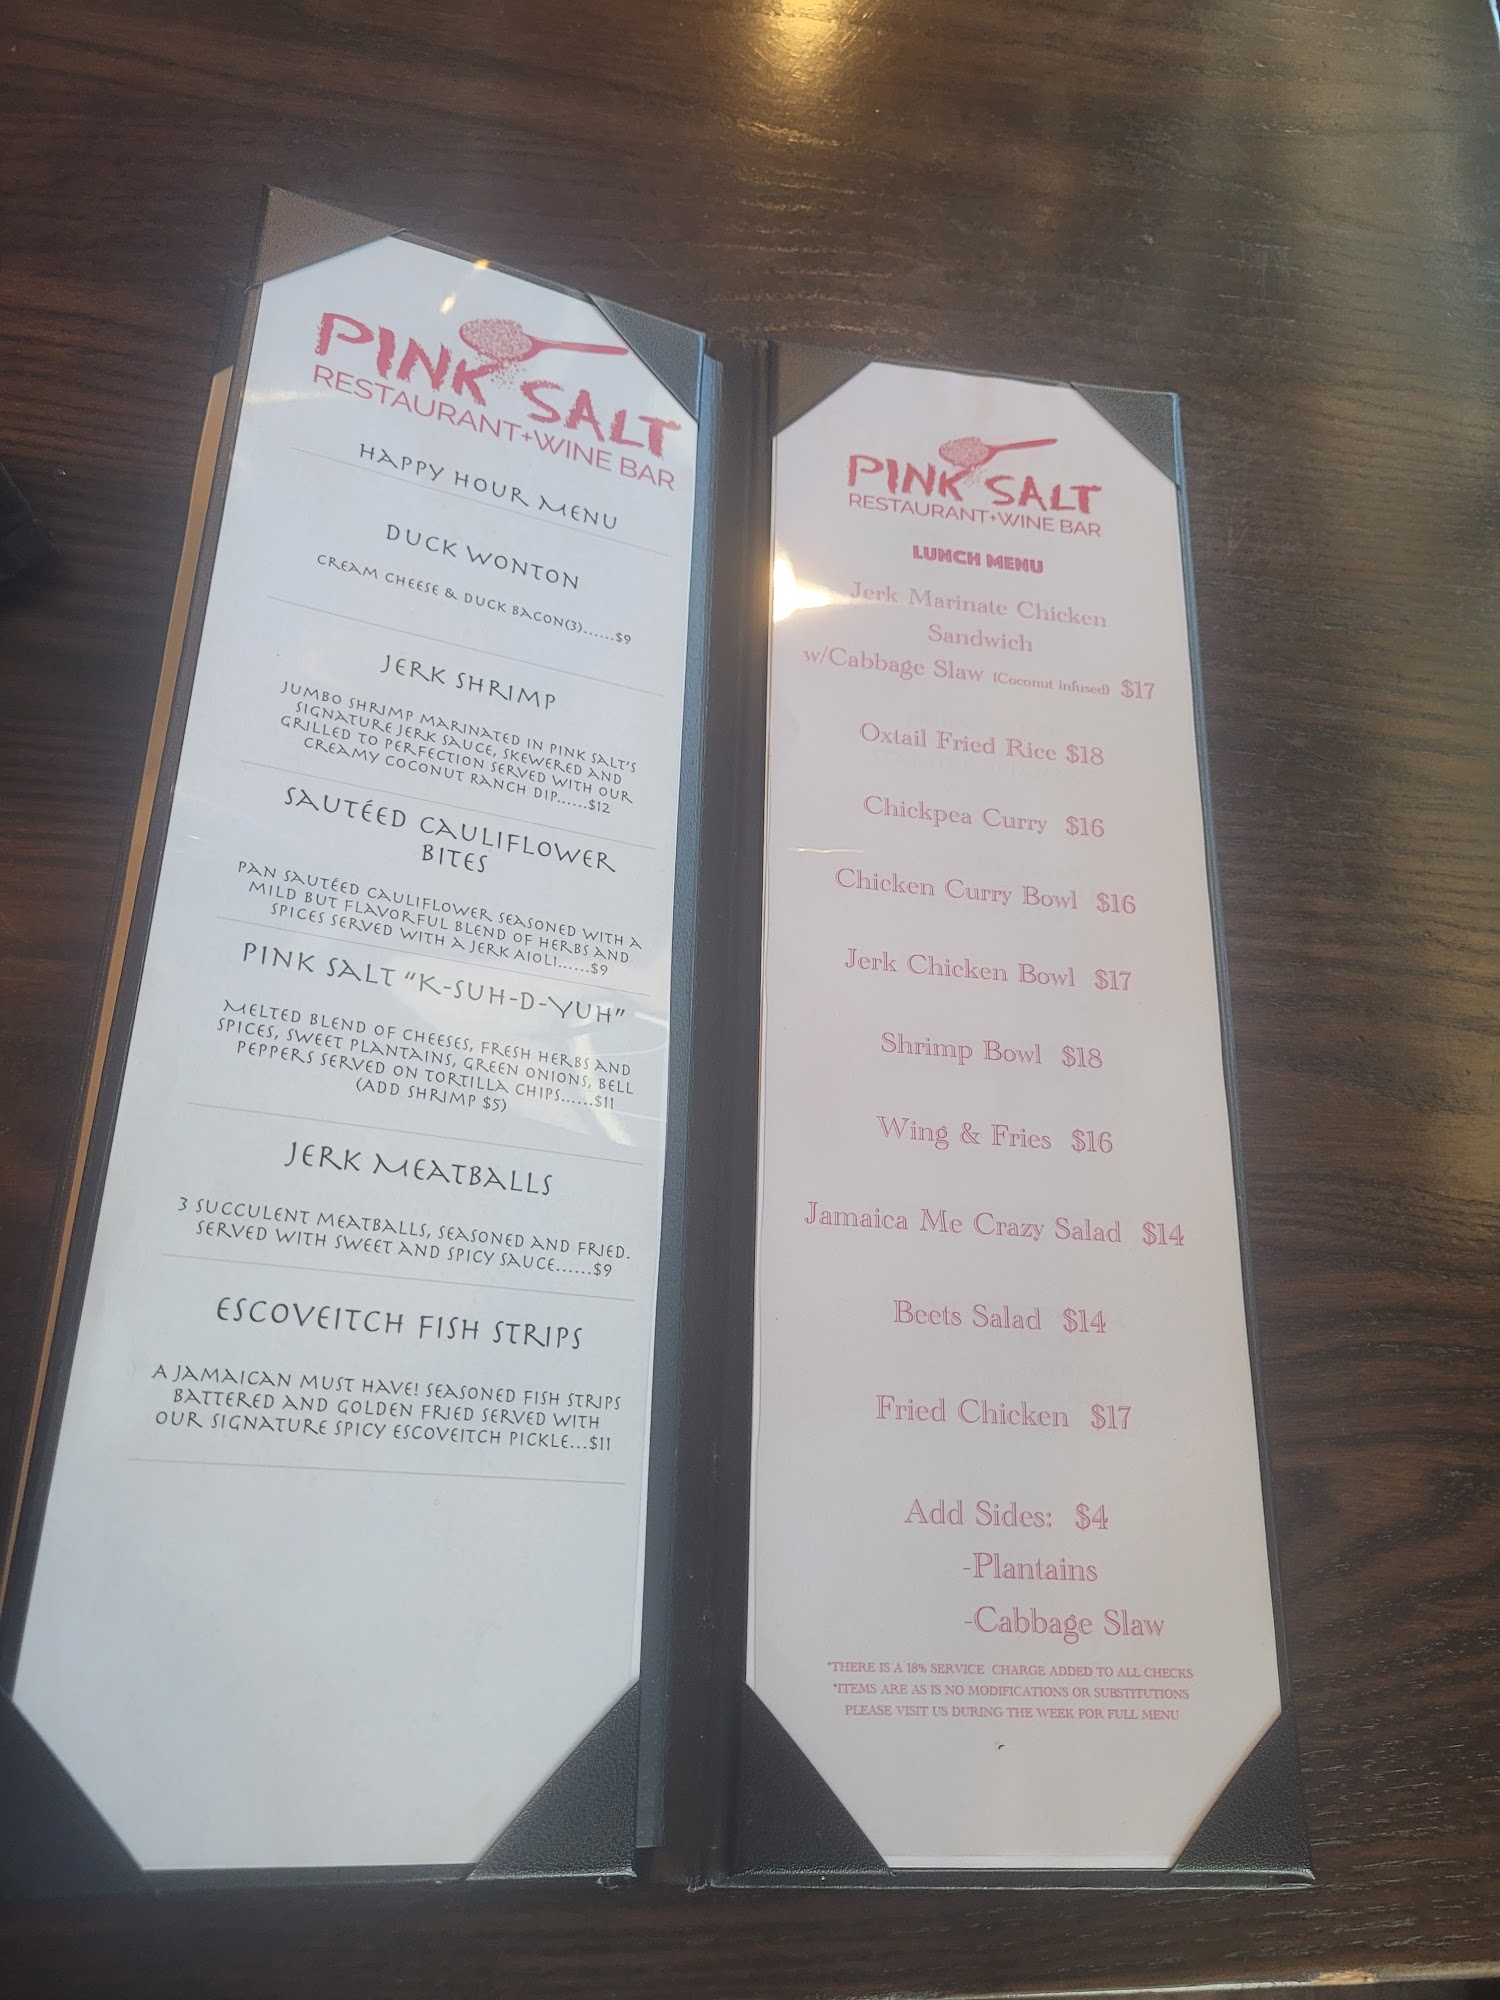 PINK SALT
RESTAURANT+WINE BAR
HAPPY HOUR MENU
DUCK WONTON
CREAM CHEESE & DUCK BACON(3)......$9
JERK SHRIMP
JUMBO SHRIMP MARINATED IN PINK SALT'S
SIGNATURE JERK SAUCE, SKEWERED AND
GRILLED TO PERFECTION SERVED WITH OUR
CREAMY COCONUT RANCH DIP......$12
SAUTÉED CAULIFLOWER
BITES
PAN SAUTÉED CAULIFLOWER SEASONED WITH A
MILD BUT FLAVORFUL BLEND OF HERBS AND
SPICES SERVED WITH A JERK AIOLI......$9
PINK SALT "K-SUH-D-YUH"
MELTED BLEND OF CHEESES, FRESH HERBS AND
SPICES, SWEET PLANTAINS, GREEN ONIONS, BELL
PEPPERS SERVED ON TORTILLA CHIPS......$11
(ADD SHRIMP $5)
JERK MEATBALLS
3 SUCCULENT MEATBALLS, SEASONED AND FRIED.
SERVED WITH SWEET AND SPICY SAUCE......$9
ESCOVEITCH FISH STRIPS
A JAMAICAN MUST HAVE! SEASONED FISH STRIPS
BATTERED AND GOLDEN FRIED SERVED WITH
OUR SIGNATURE SPICY ESCOVEITCH PICKLE...$11
PINK SALT
RESTAURANT+WINE BAR
LUNCH MENU
Jerk Marinate Chicken
Sandwich
w/Cabbage Slaw (Coconut infused) $17
Oxtail Fried Rice $18
Chickpea Curry $16
Chicken Curry Bowl $16
Jerk Chicken Bowl $17
Shrimp Bowl $18
Wing & Fries $16
Jamaica Me Crazy Salad $14
Beets Salad $14
Fried Chicken $17
Add Sides: $4
-Plantains
-Cabbage Slaw
*THERE IS A 18% SERVICE CHARGE ADDED TO ALL CHECKS
*ITEMS ARE AS IS NO MODIFICATIONS OR SUBSTITUTIONS
PLEASE VISIT US DURING THE WEEK FOR FULL MENU